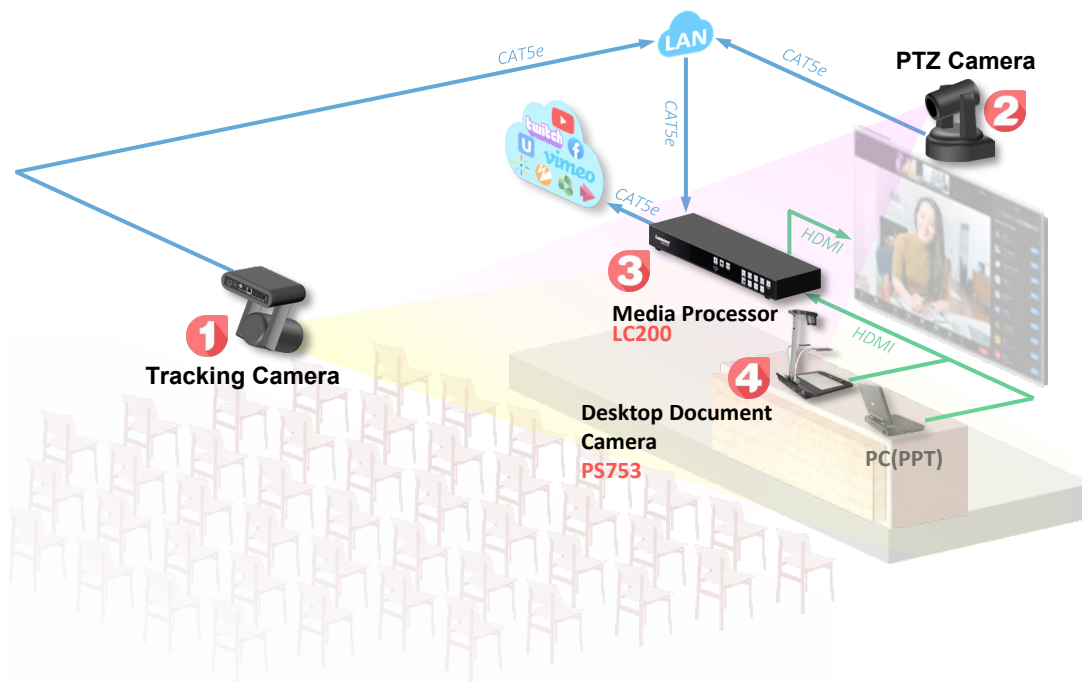 LAN
CAT5e
CAT5e
PTZ Camera
2
CAT5e
twitch
U
vimeo
CAT5e
HDMI
3
Media Processor
LC200
HDMI
1
Tracking Camera
4
Desktop Document
Camera
PS753
PC(PPT)